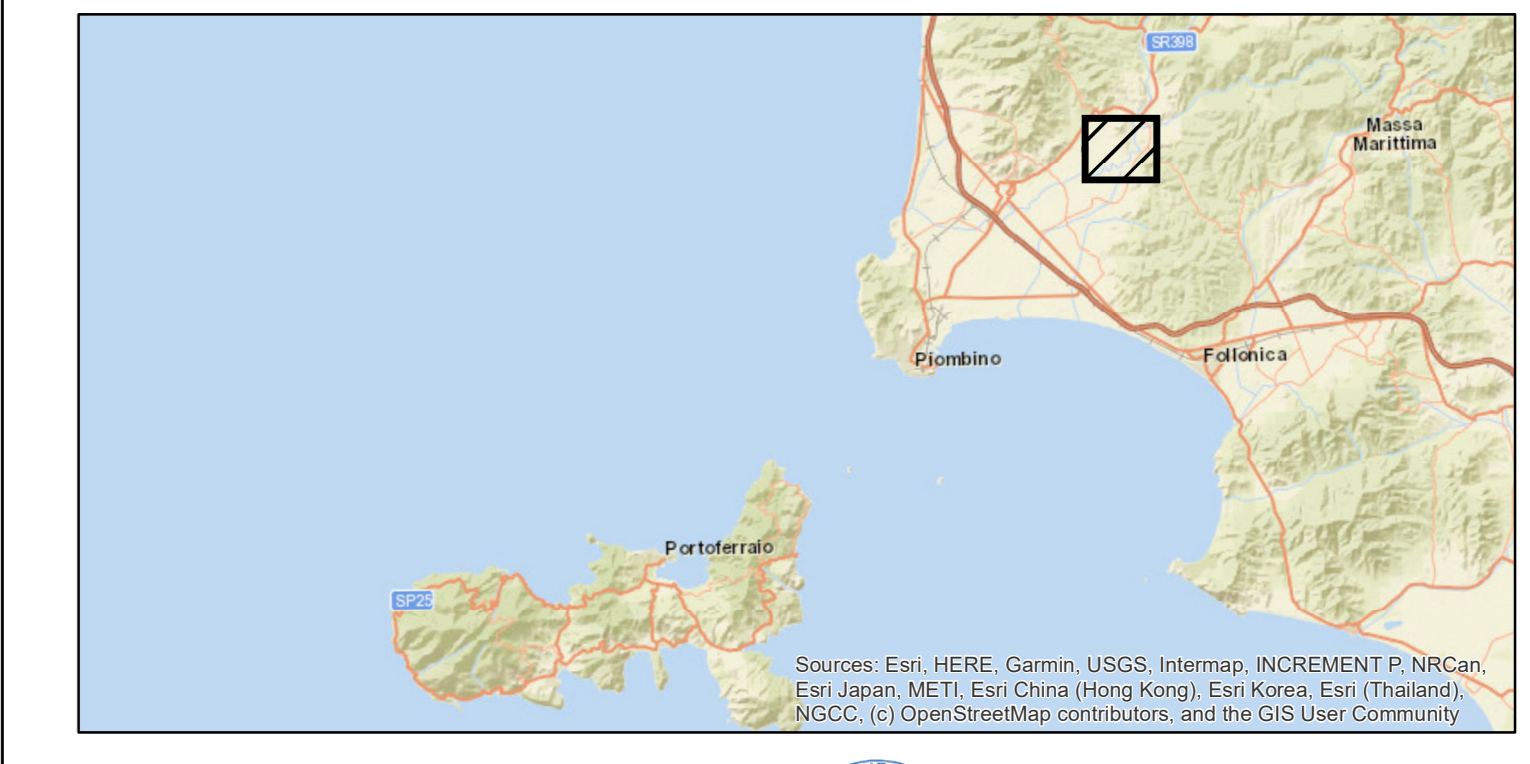 SR398
Massa
Marittima
Piombino
Follonica
Portoferraio
SP25
Sources: Esri, HERE, Garmin, USGS, Intermap, INCREMENT P, NRCan,
Esri Japan, METI, Esri China (Hong Kong), Esri Korea, Esri (Thailand),
NGCC, (c) OpenStreetMap contributors, and the GIS User Community